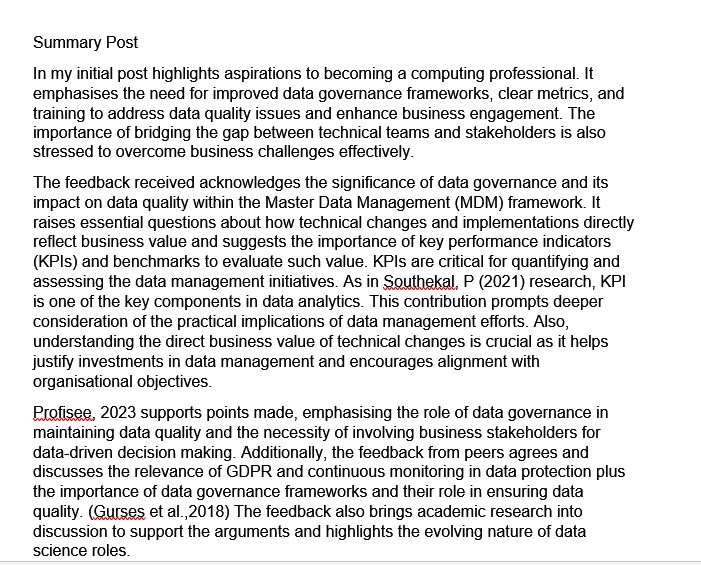 Summary Post
In my initial post highlights aspirations to becoming a computing professional. It
emphasises the need for improved data governance frameworks, clear metrics, and
training to address data quality issues and enhance business engagement. The
importance of bridging the gap between technical teams and stakeholders is also
stressed to overcome business challenges effectively.
The feedback received acknowledges the significance of data governance and its
impact on data quality within the Master Data Management (MDM) framework. It
raises essential questions about how technical changes and implementations directly
reflect business value and suggests the importance of key performance indicators
(KPIs) and benchmarks to evaluate such value. KPIs are critical for quantifying and
assessing the data management initiatives. As in Southekal, P (2021) research, KPI
is one of the key components in data analytics. This contribution prompts deeper
consideration of the practical implications of data management efforts. Also,
understanding the direct business value of technical changes is crucial as it helps
justify investments in data management and encourages alignment with
organisational objectives.
Profisee, 2023 supports points made, emphasising the role of data governance in
maintaining data quality and the necessity of involving business stakeholders for
data-driven decision making. Additionally, the feedback from peers agrees and
discusses the relevance of GDPR and continuous monitoring in data protection plus
the importance of data governance frameworks and their role in ensuring data
quality. (Gurses et al.,2018) The feedback also brings academic research into
discussion to support the arguments and highlights the evolving nature of data
science roles.